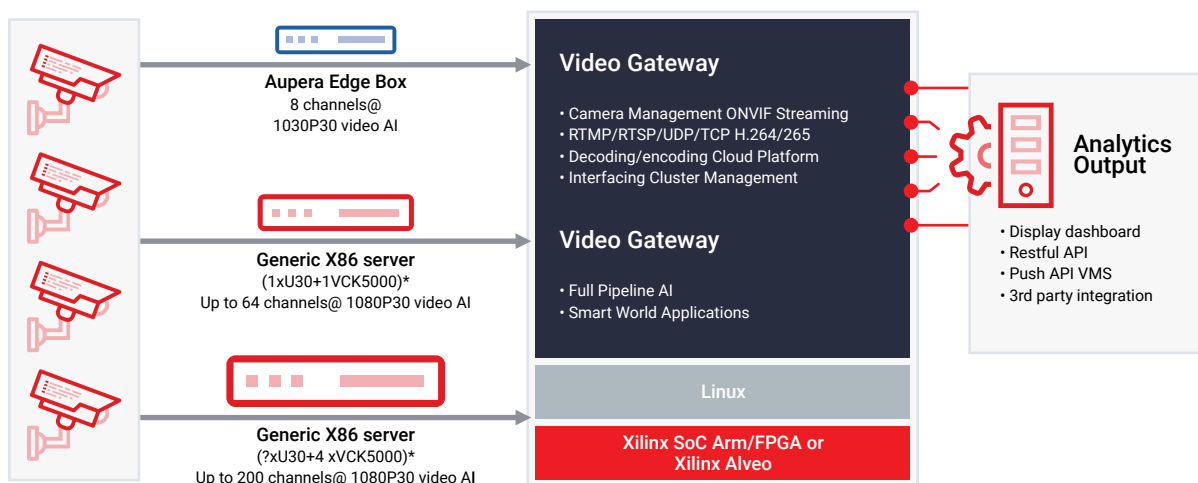 Aupera Edge Box
8 channels@
1030P30 video AI
Generic X86 server
(1xU30+1VCK5000)*
Up to 64 channels@ 1080P30 video AI
Generic X86 server
(?xU30+4 xVCK5000)*
Up to 200 channels@ 1080P30 video AI
Video Gateway
• Camera Management ONVIF Streaming
• RTMP/RTSP/UDP/TCP H.264/265
• Decoding/encoding Cloud Platform
• Interfacing Cluster Management
Video Gateway
• Full Pipeline AI
• Smart World Applications
Linux
Xilinx SoC Arm/FPGA or
Xilinx Alveo
Analytics
Output
• Display dashboard
• Restful API
• Push API VMS
• 3rd party integration